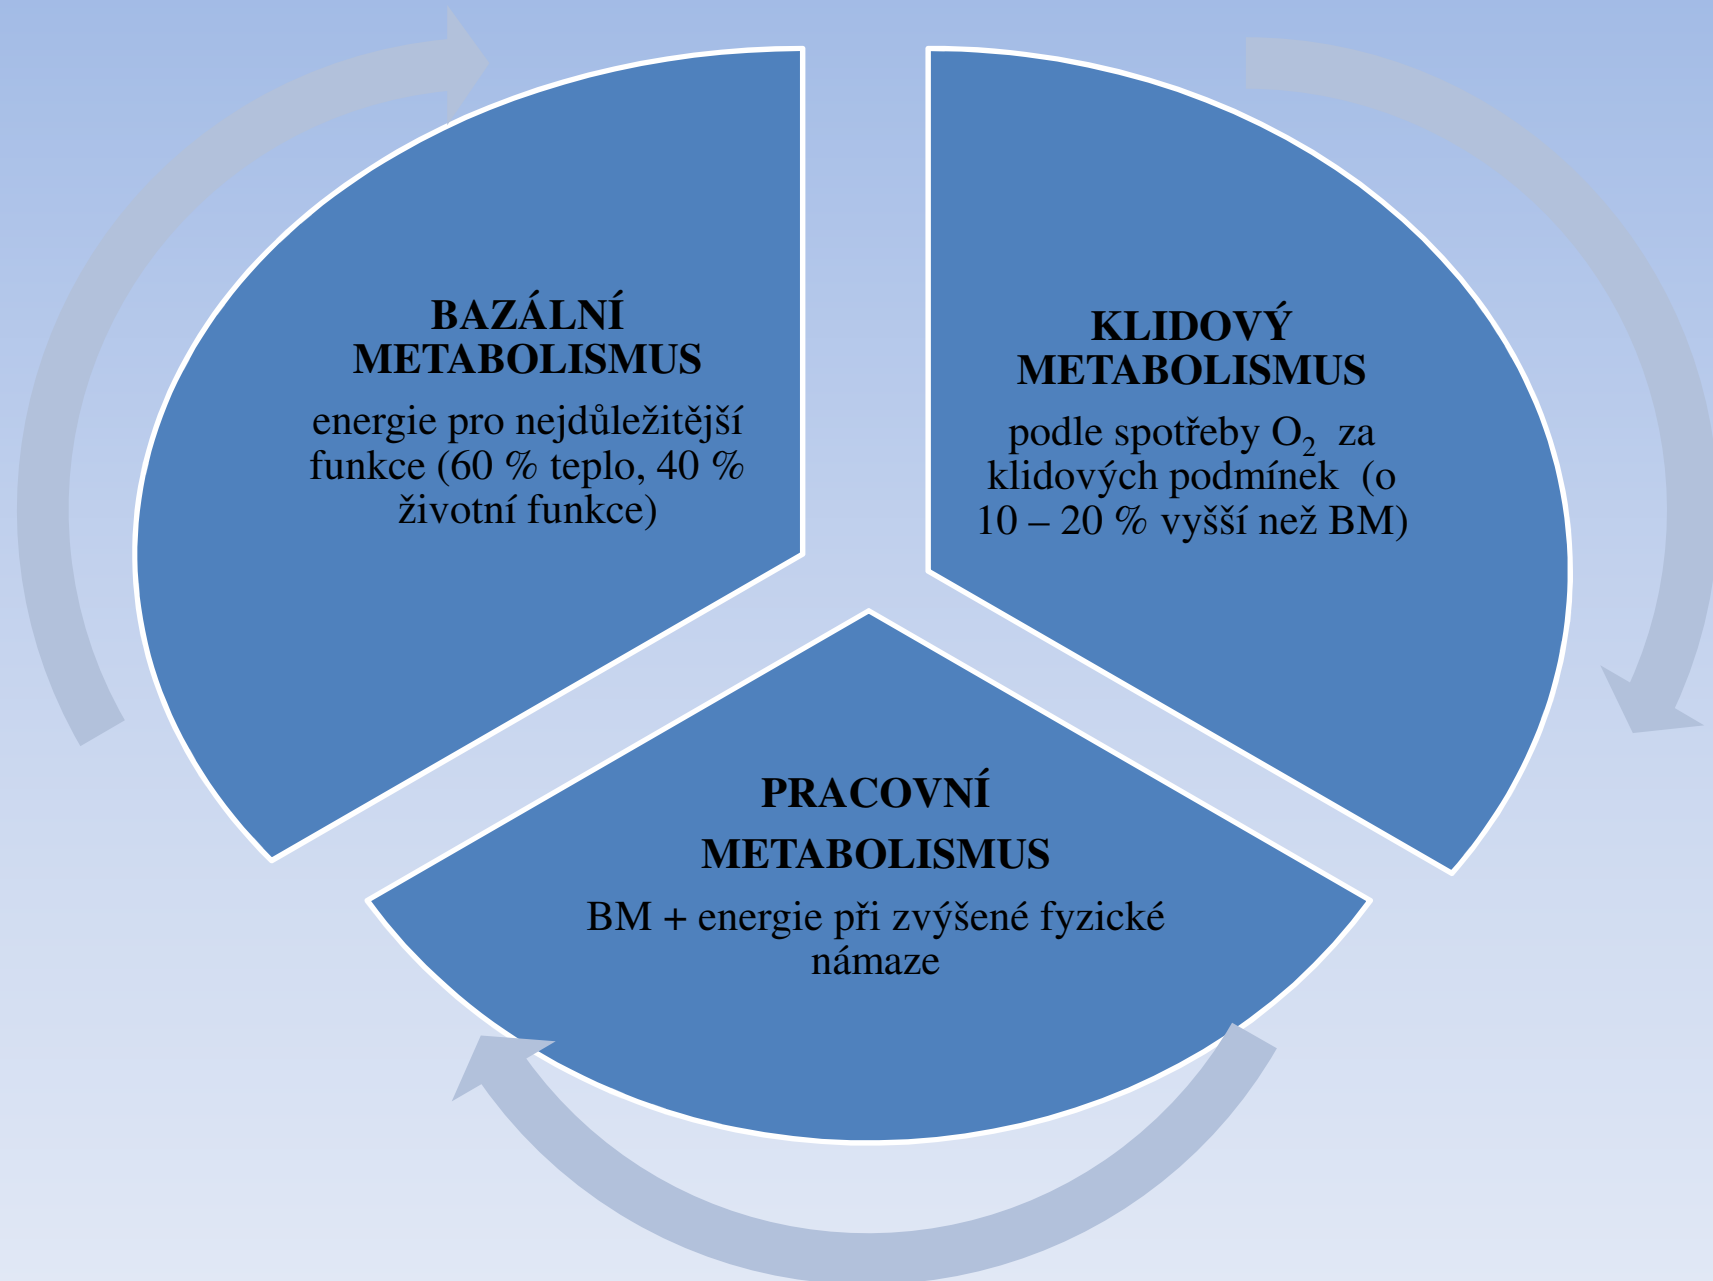 BAZÁLNÍ
METABOLISMUS
energie pro nejdůležitější
funkce (60 % teplo, 40 %
životní funkce)
KLIDOVÝ
METABOLISMUS
podle spotřeby O₂ za
klidových podmínek (o
10 – 20 % vyšší než BM)
PRACOVNÍ
METABOLISMUS
BM + energie při zvýšené fyzické
námaze